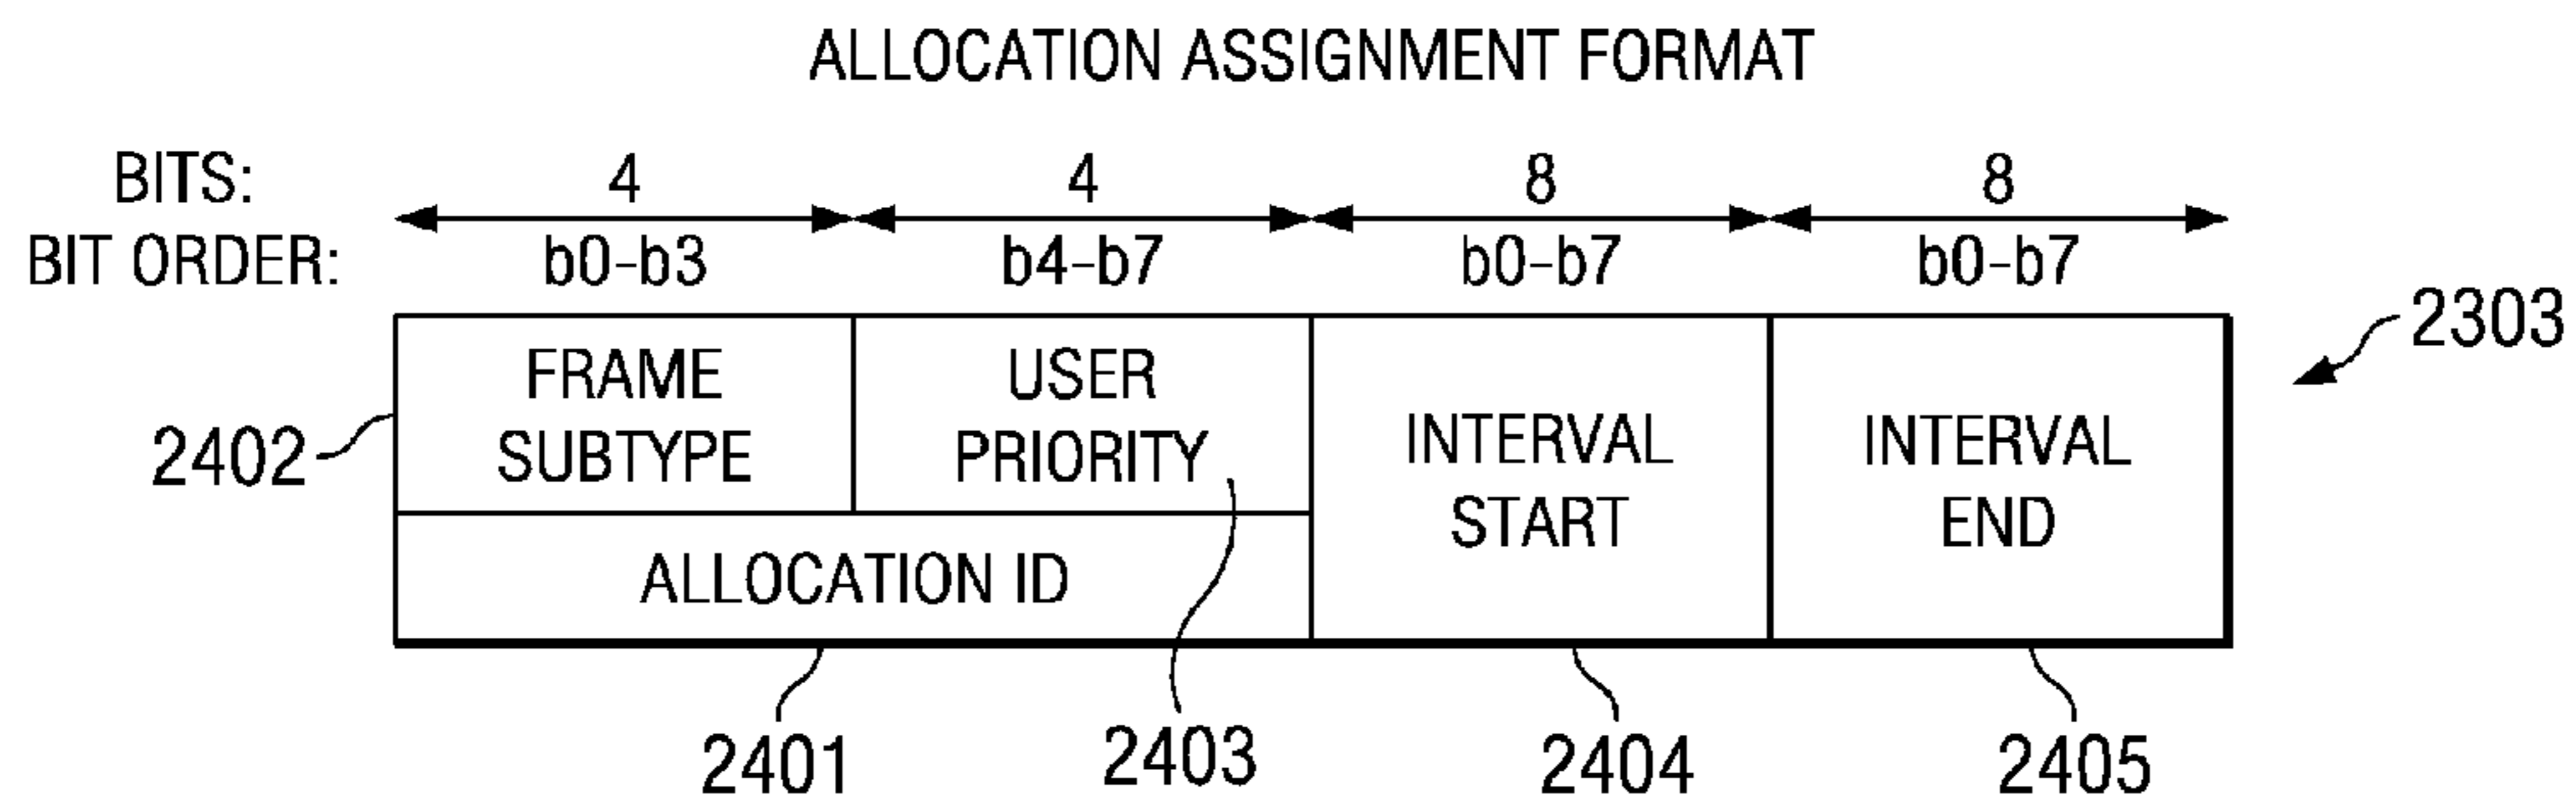 ALLOCATION ASSIGNMENT FORMAT
BITS: 4 4 8 8
BIT ORDER: b0-b3 b4-b7 b0-b7 b0-b7
2303
FRAME SUBTYPE
USER PRIORITY
INTERVAL START
INTERVAL END
2402
ALLOCATION ID
2401
2403
2404
2405